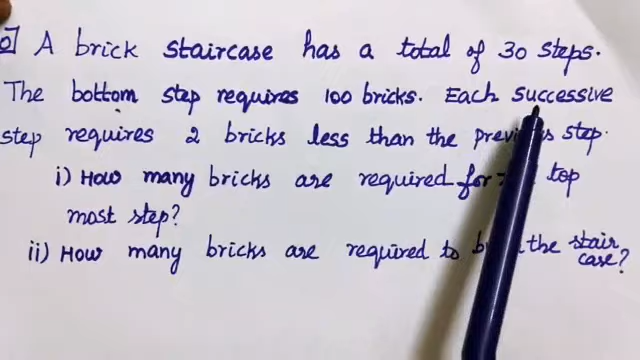 Q] A brick staircase has a total of 30 steps.
The bottom step requires 100 bricks. Each successive
step requires 2 bricks less than the step.
i) How many bricks are required for top
most step?
ii) How many bricks are required to the stair
case?